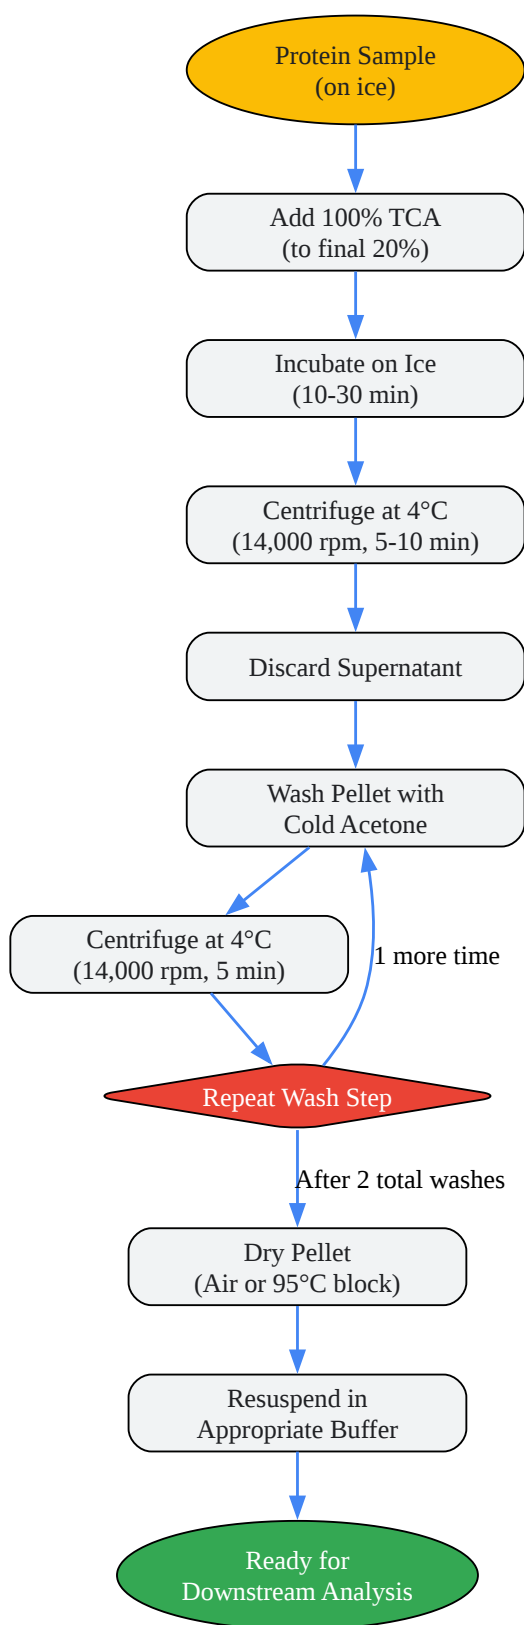 Protein Sample
(on ice)
Add 100% TCA
(to final 20%)
Incubate on Ice
(10-30 min)
Centrifuge at 4°C
(14,000 rpm, 5-10 min)
Discard Supernatant
Wash Pellet with
Cold Acetone
Centrifuge at 4°C
(14,000 rpm, 5 min)
1 more time
Repeat Wash Step
After 2 total washes
Dry Pellet
(Air or 95°C block)
Resuspend in
Appropriate Buffer
Ready for
Downstream Analysis